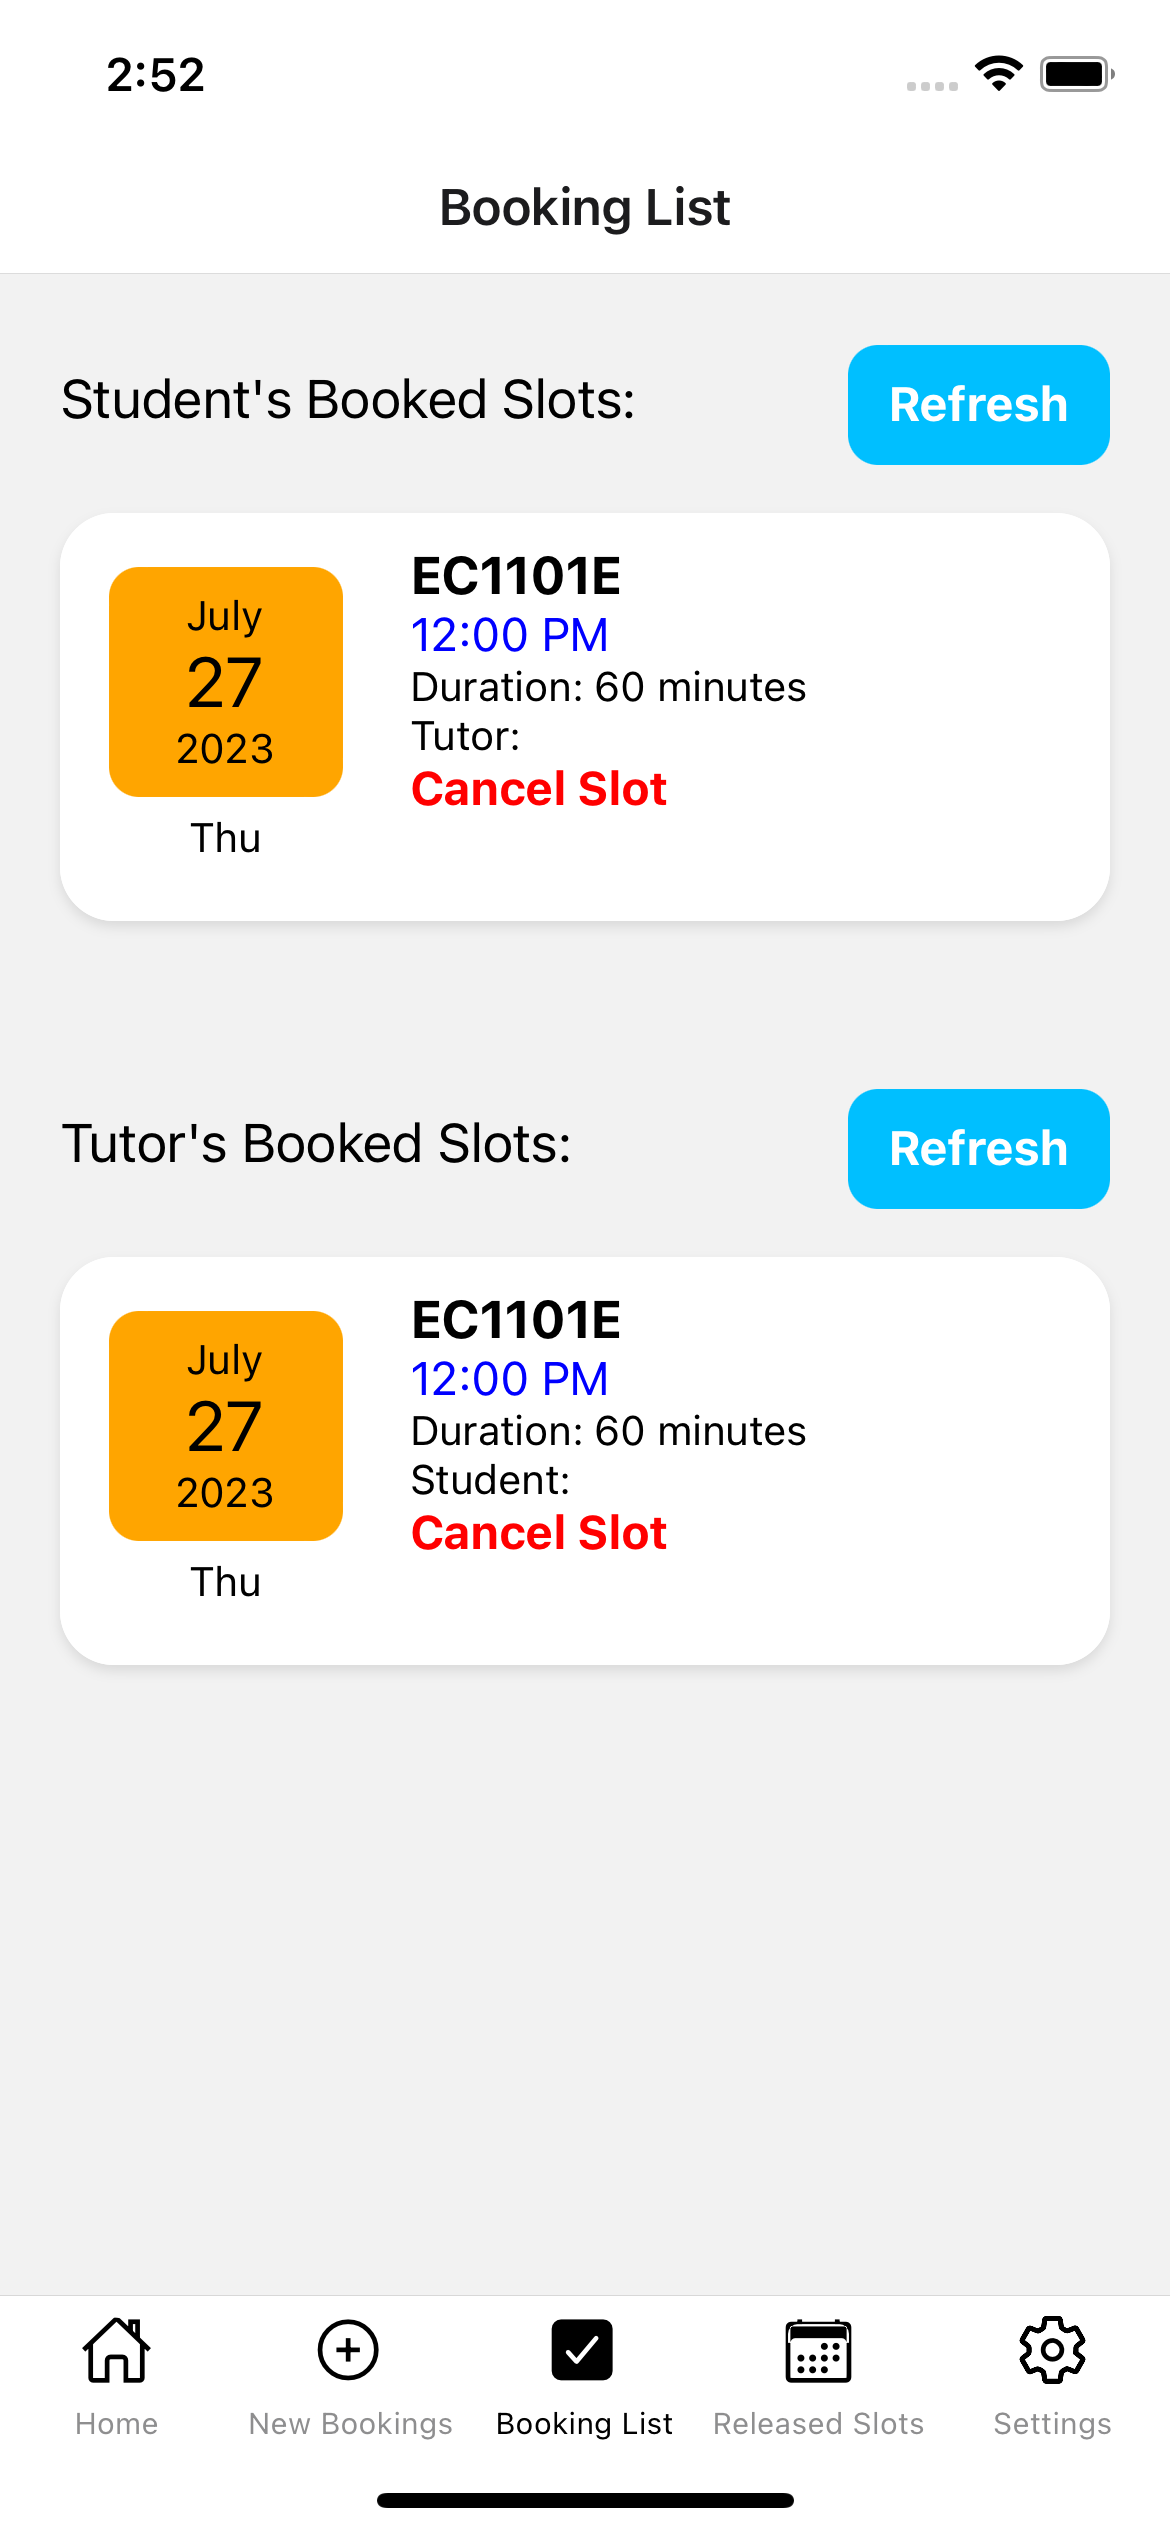 2:52
Booking List
Student's Booked Slots:
Refresh
July
27
2023
Thu
EC1101E
12:00 PM
Duration: 60 minutes
Tutor:
Cancel Slot
Tutor's Booked Slots:
Refresh
July
27
2023
Thu
EC1101E
12:00 PM
Duration: 60 minutes
Student:
Cancel Slot
Home
New Bookings
Booking List
Released Slots
Settings